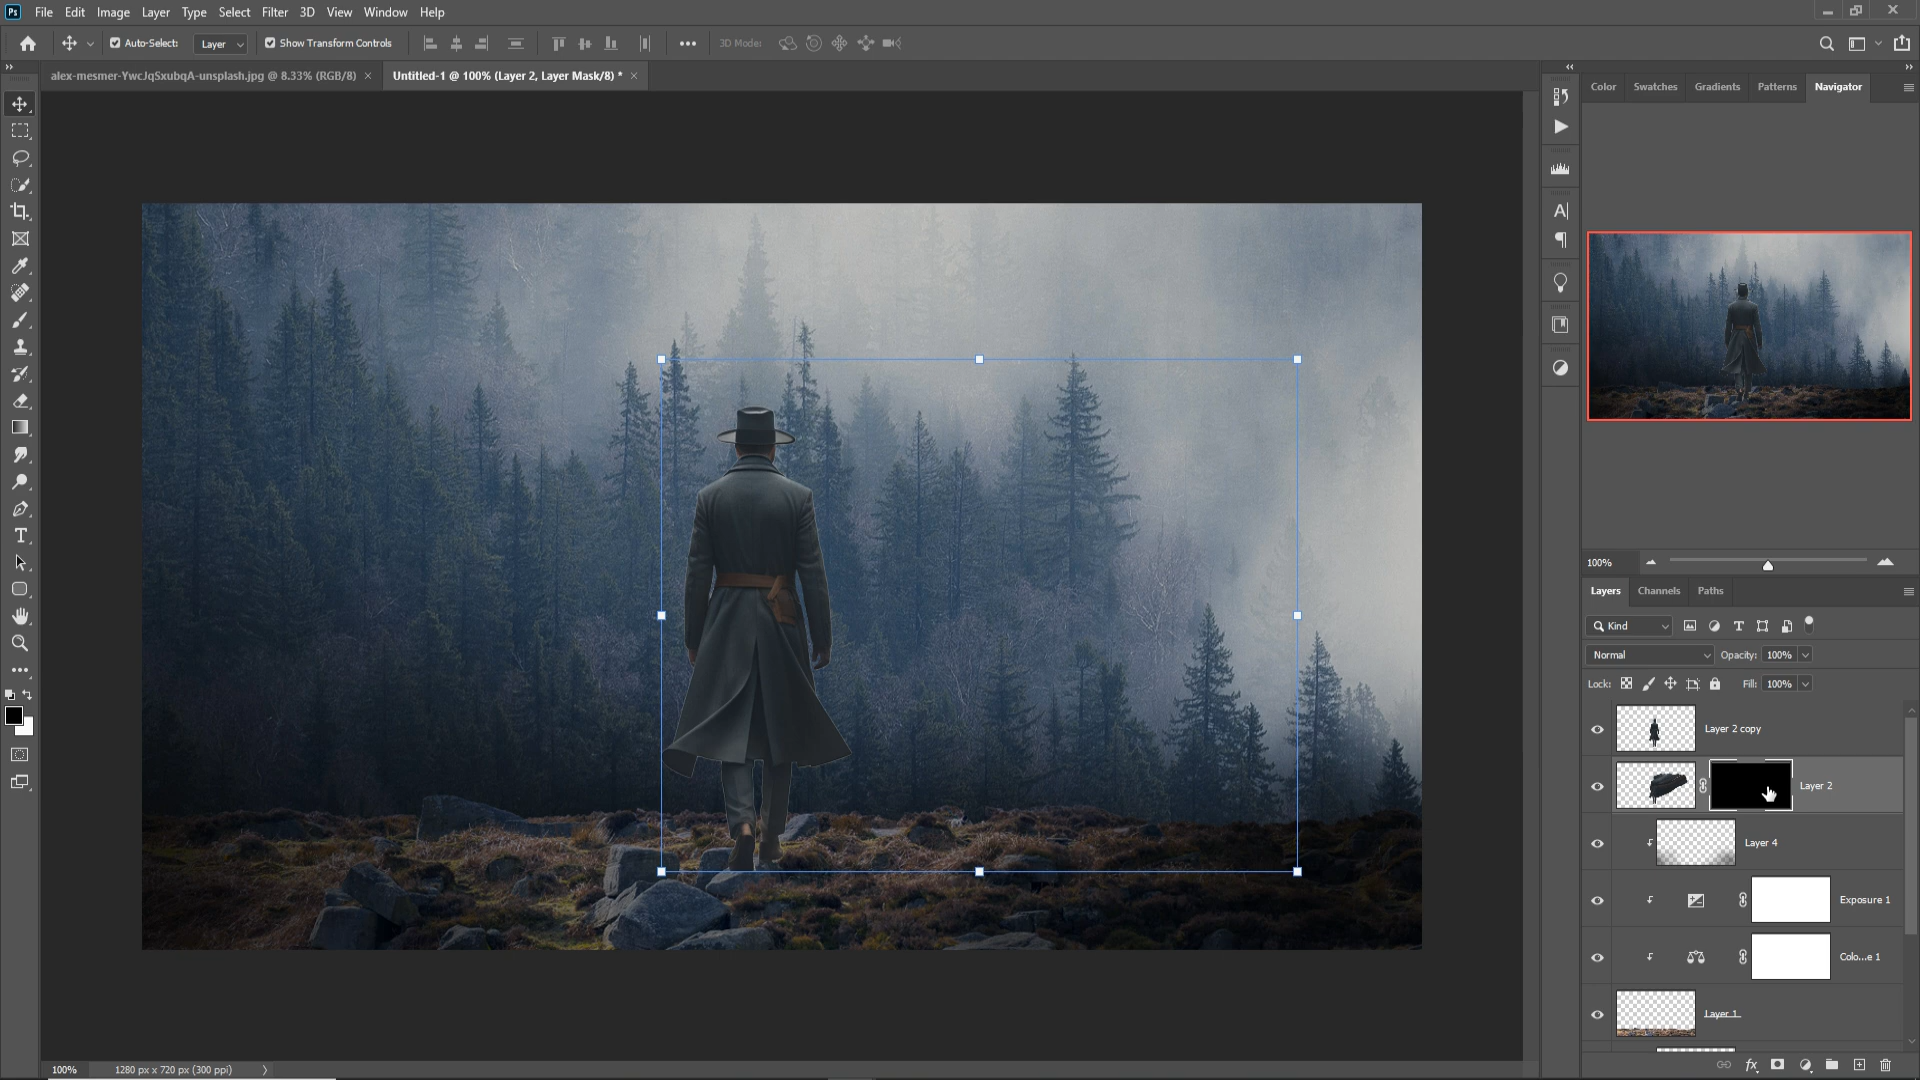 Ps File Edit Image Layer Type Select Filter 3D View Window Help
Auto-Select: Layer Show Transform Controls 3D Mode:
alex-mesmer-YwcJqSxubqA-unsplash.jpg @ 8.33% (RGB/8) × Untitled-1 @ 100% (Layer 2, Layer Mask/8) * ×
Color Swatches Gradients Patterns Navigator
100%
Layers Channels Paths
Kind
Normal Opacity: 100%
Lock: Fill: 100%
Layer 2 copy
Layer 2
Layer 4
Exposure 1
Colo...e 1
Layer 1
100% 1280 px x 720 px (300 ppi)